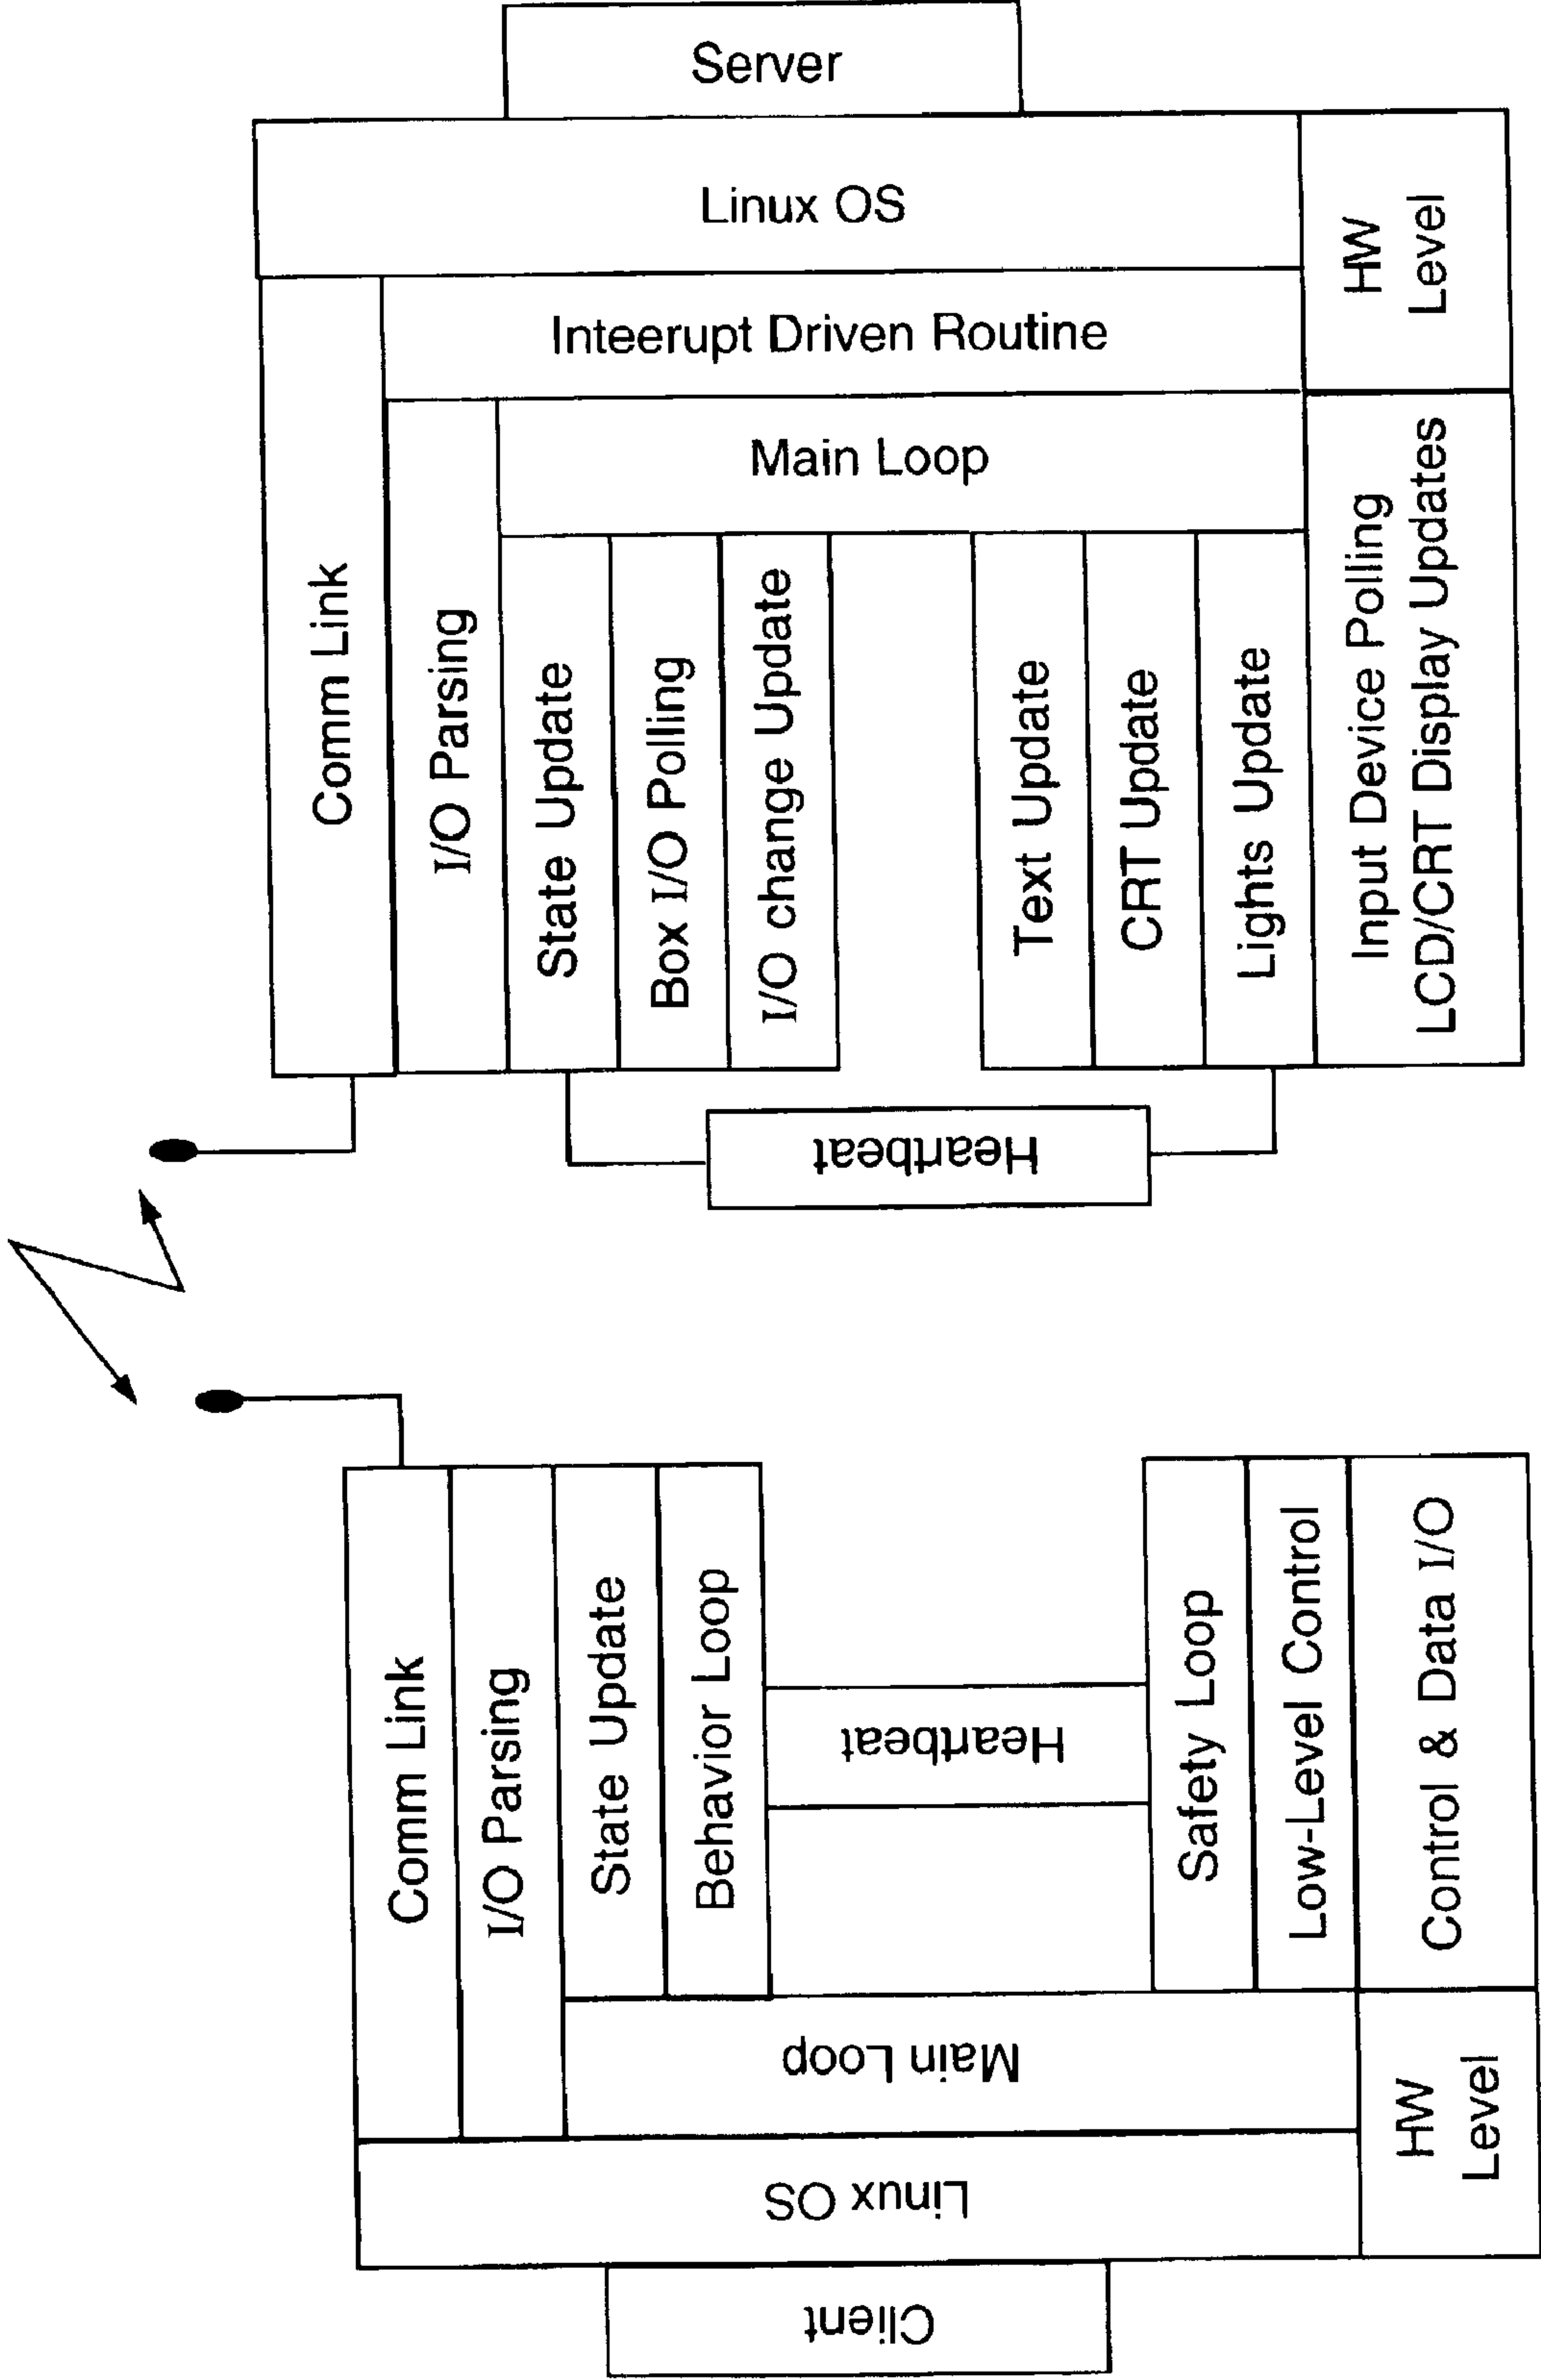 Server
Linux OS
HW
Level
Inteerupt Driven Routine
Main Loop
Comm Link
I/O Parsing
State Update
Box I/O Polling
I/O change Update
Text Update
CRT Update
Lights Update
Input Device Polling
LCD/CRT Display Updates
Heartbeat
Comm Link
I/O Parsing
State Update
Behavior Loop
Heartbeat
Safety Loop
Low-Level Control
Control & Data I/O
Main Loop
HW
Level
Linux OS
Client